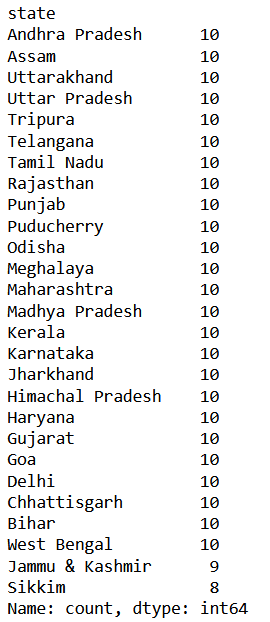 state
Andhra Pradesh 10
Assam 10
Uttarakhand 10
Uttar Pradesh 10
Tripura 10
Telangana 10
Tamil Nadu 10
Rajasthan 10
Punjab 10
Puducherry 10
Odisha 10
Meghalaya 10
Maharashtra 10
Madhya Pradesh 10
Kerala 10
Karnataka 10
Jharkhand 10
Himachal Pradesh 10
Haryana 10
Gujarat 10
Goa 10
Delhi 10
Chhattisgarh 10
Bihar 10
West Bengal 10
Jammu & Kashmir 9
Sikkim 8
Name: count, dtype: int64